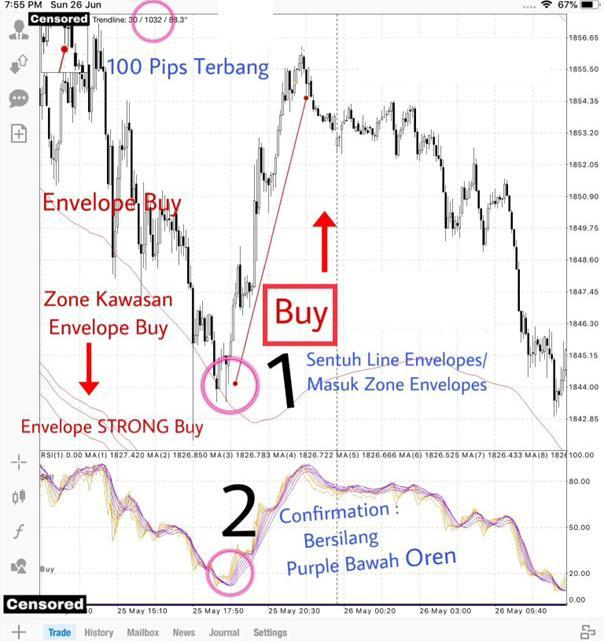 7:55 PM Sun 26 Jun
67%
Censored Trendline: 30 / 1032 / 88.3°
1856.65
100 Pips Terbang
1855.50
1854.35
1853.20
1852.05
1850.90
Envelope Buy
1849.75
1848.60
Zone Kawasan
Envelope Buy
1847.45
Buy
1846.30
1 Sentuh Line Envelopes/
Masuk Zone Envelopes
1845.15
1844.00
Envelope STRONG Buy
1842.85
RSI(1) 0.00 MA(1) 1827.420 MA(2) 1826.850 MA(3) 1826.783 MA(4) 1826.722 MA(5) 1826.666 MA(6) 1826.525 MA(7) 1826.433 MA(8) 1826
100.00
Sell
80.00
2 Confirmation :
Bersilang
Purple Bawah Oren
50.00
Buy
20.00
0.00
Censored
25 May 15:10 25 May 17:50 25 May 20:30 26 May 00:20 26 May 03:00 26 May 05:40
Trade History Mailbox News Journal Settings